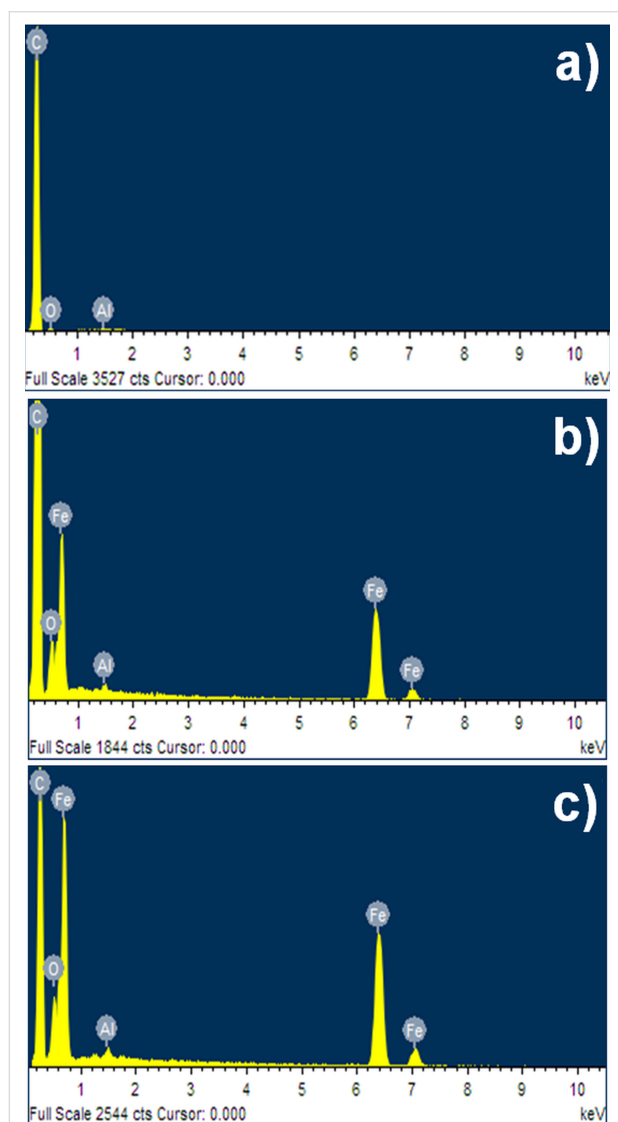 a)
C
O Al
1 2 3 4 5 6 7 8 9 10
Full Scale 3527 cts Cursor: 0.000 keV
b)
C
Fe
Fe
O
Al Fe
1 2 3 4 5 6 7 8 9 10
Full Scale 1844 cts Cursor: 0.000 keV
c)
C Fe
Fe
O
Al Fe
1 2 3 4 5 6 7 8 9 10
Full Scale 2544 cts Cursor: 0.000 keV